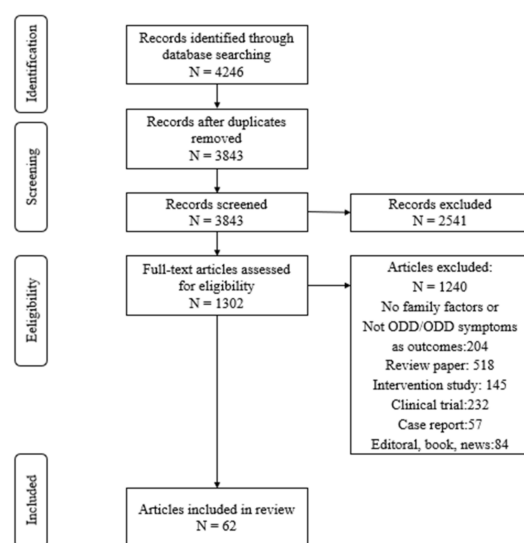 Identification
Records identified through
database searching
N = 4246
Records after duplicates
removed
N = 3843
Screening
Records screened
N = 3843
Records excluded
N = 2541
Eeligibility
Full-text articles assessed
for eligibility
N = 1302
Articles excluded:
N = 1240
No family factors or
Not ODD/ODD symptoms
as outcomes:204
Review paper: 518
Intervention study: 145
Clinical trial:232
Case report:57
Editoral, book, news:84
Included
Articles included in review
N = 62